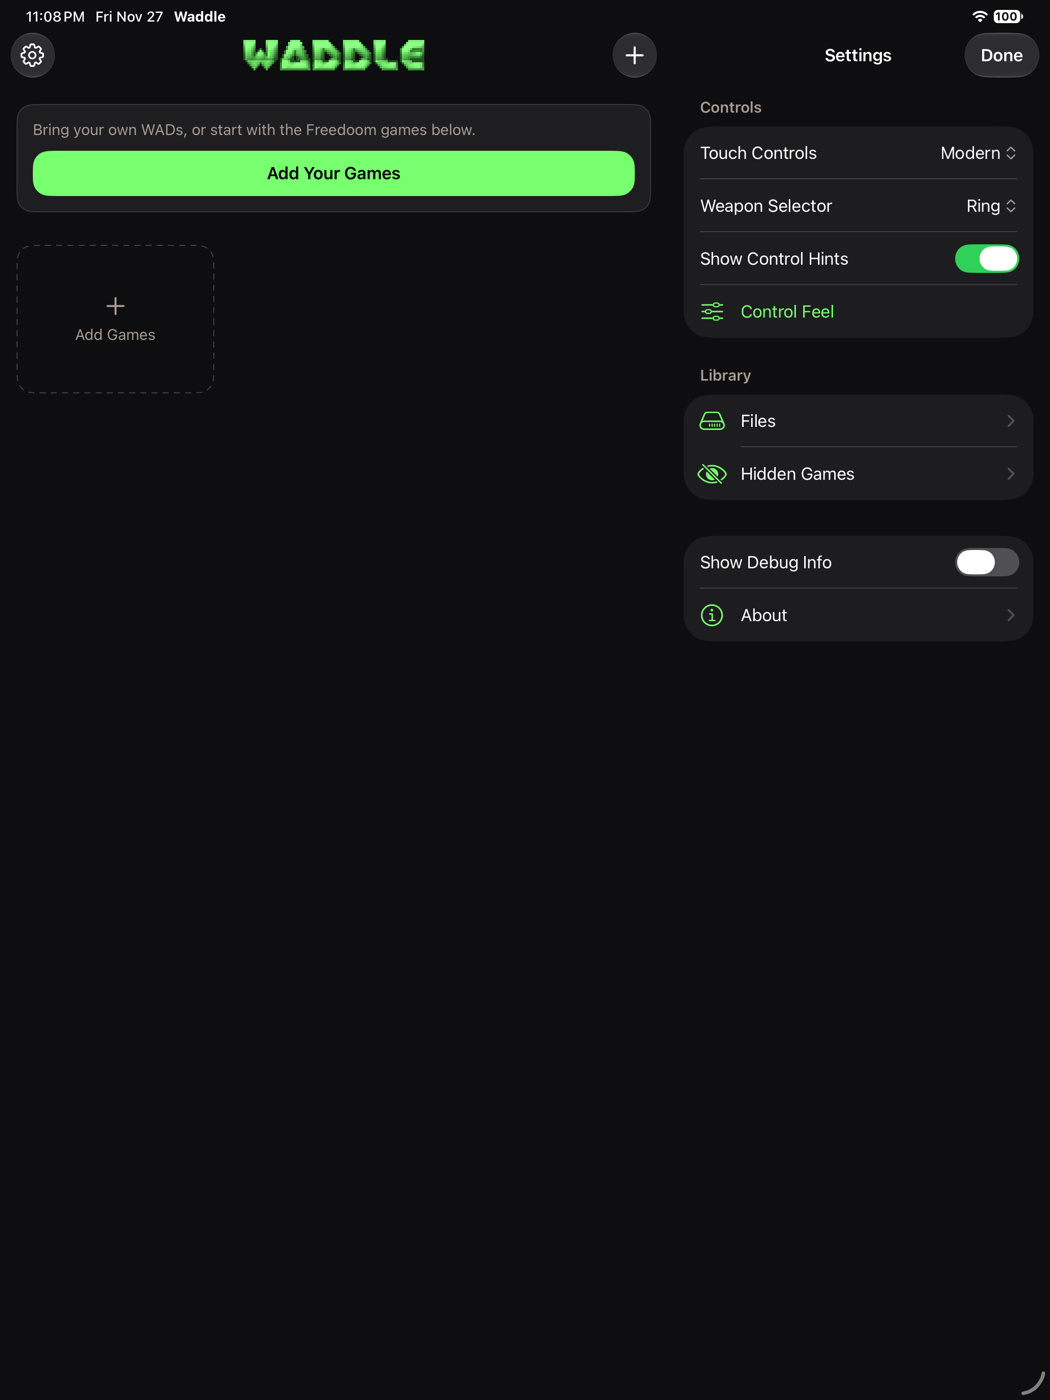 11:08 PM Fri Nov 27 Waddle
100
WADDLE
Settings
Done
Bring your own WADs, or start with the Freedoom games below.
Add Your Games
Add Games
Controls
Touch Controls Modern
Weapon Selector Ring
Show Control Hints
Control Feel
Library
Files
Hidden Games
Show Debug Info
About